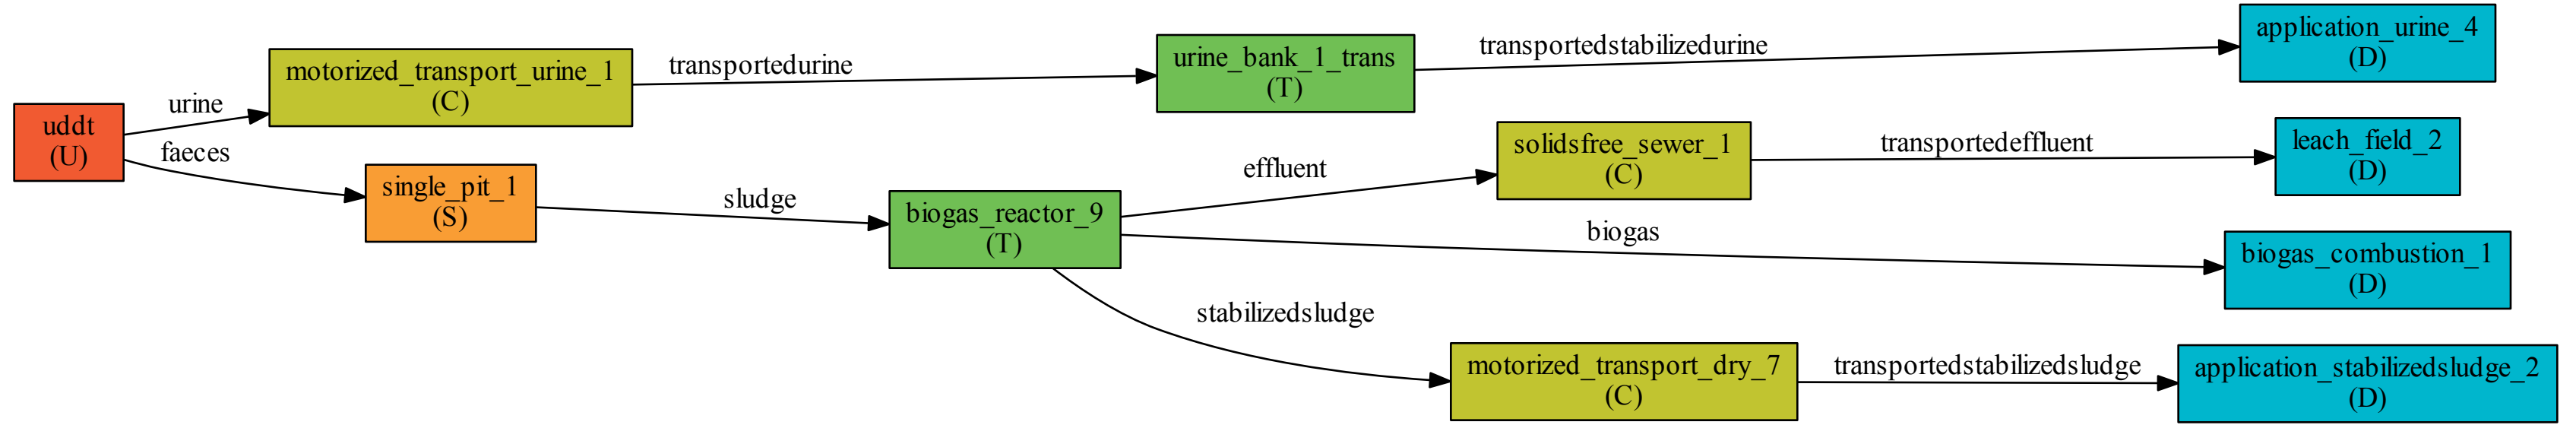 uddt
(U)
urine
faeces
motorized_transport_urine_1
(C)
transportedurine
urine_bank_1_trans
(T)
transportedstabilizedurine
application_urine_4
(D)
single_pit_1
(S)
sludge
biogas_reactor_9
(T)
effluent
solidsfree_sewer_1
(C)
transportedeffluent
leach_field_2
(D)
biogas
biogas_combustion_1
(D)
stabilizedsludge
motorized_transport_dry_7
(C)
transportedstabilizedsludge
application_stabilizedsludge_2
(D)